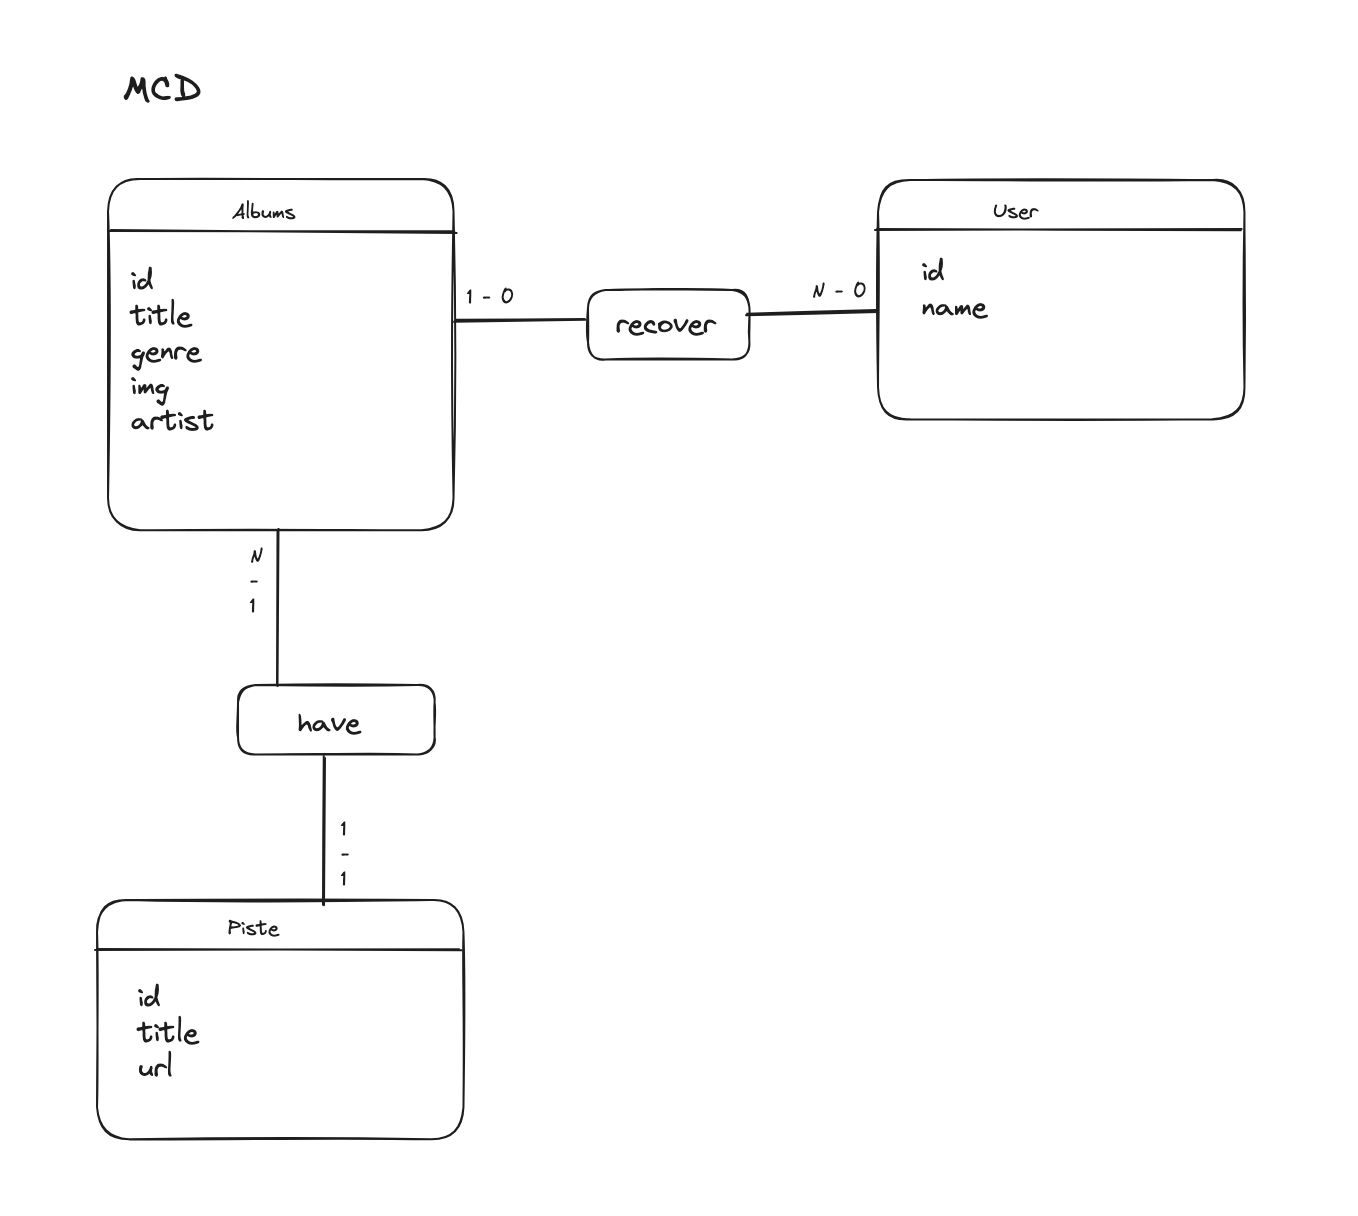 MCD
Albums
id
title
genre
img
artist
1 - 0
recover
N - 0
User
id
name
N
-
1
have
1
-
1
Piste
id
title
url